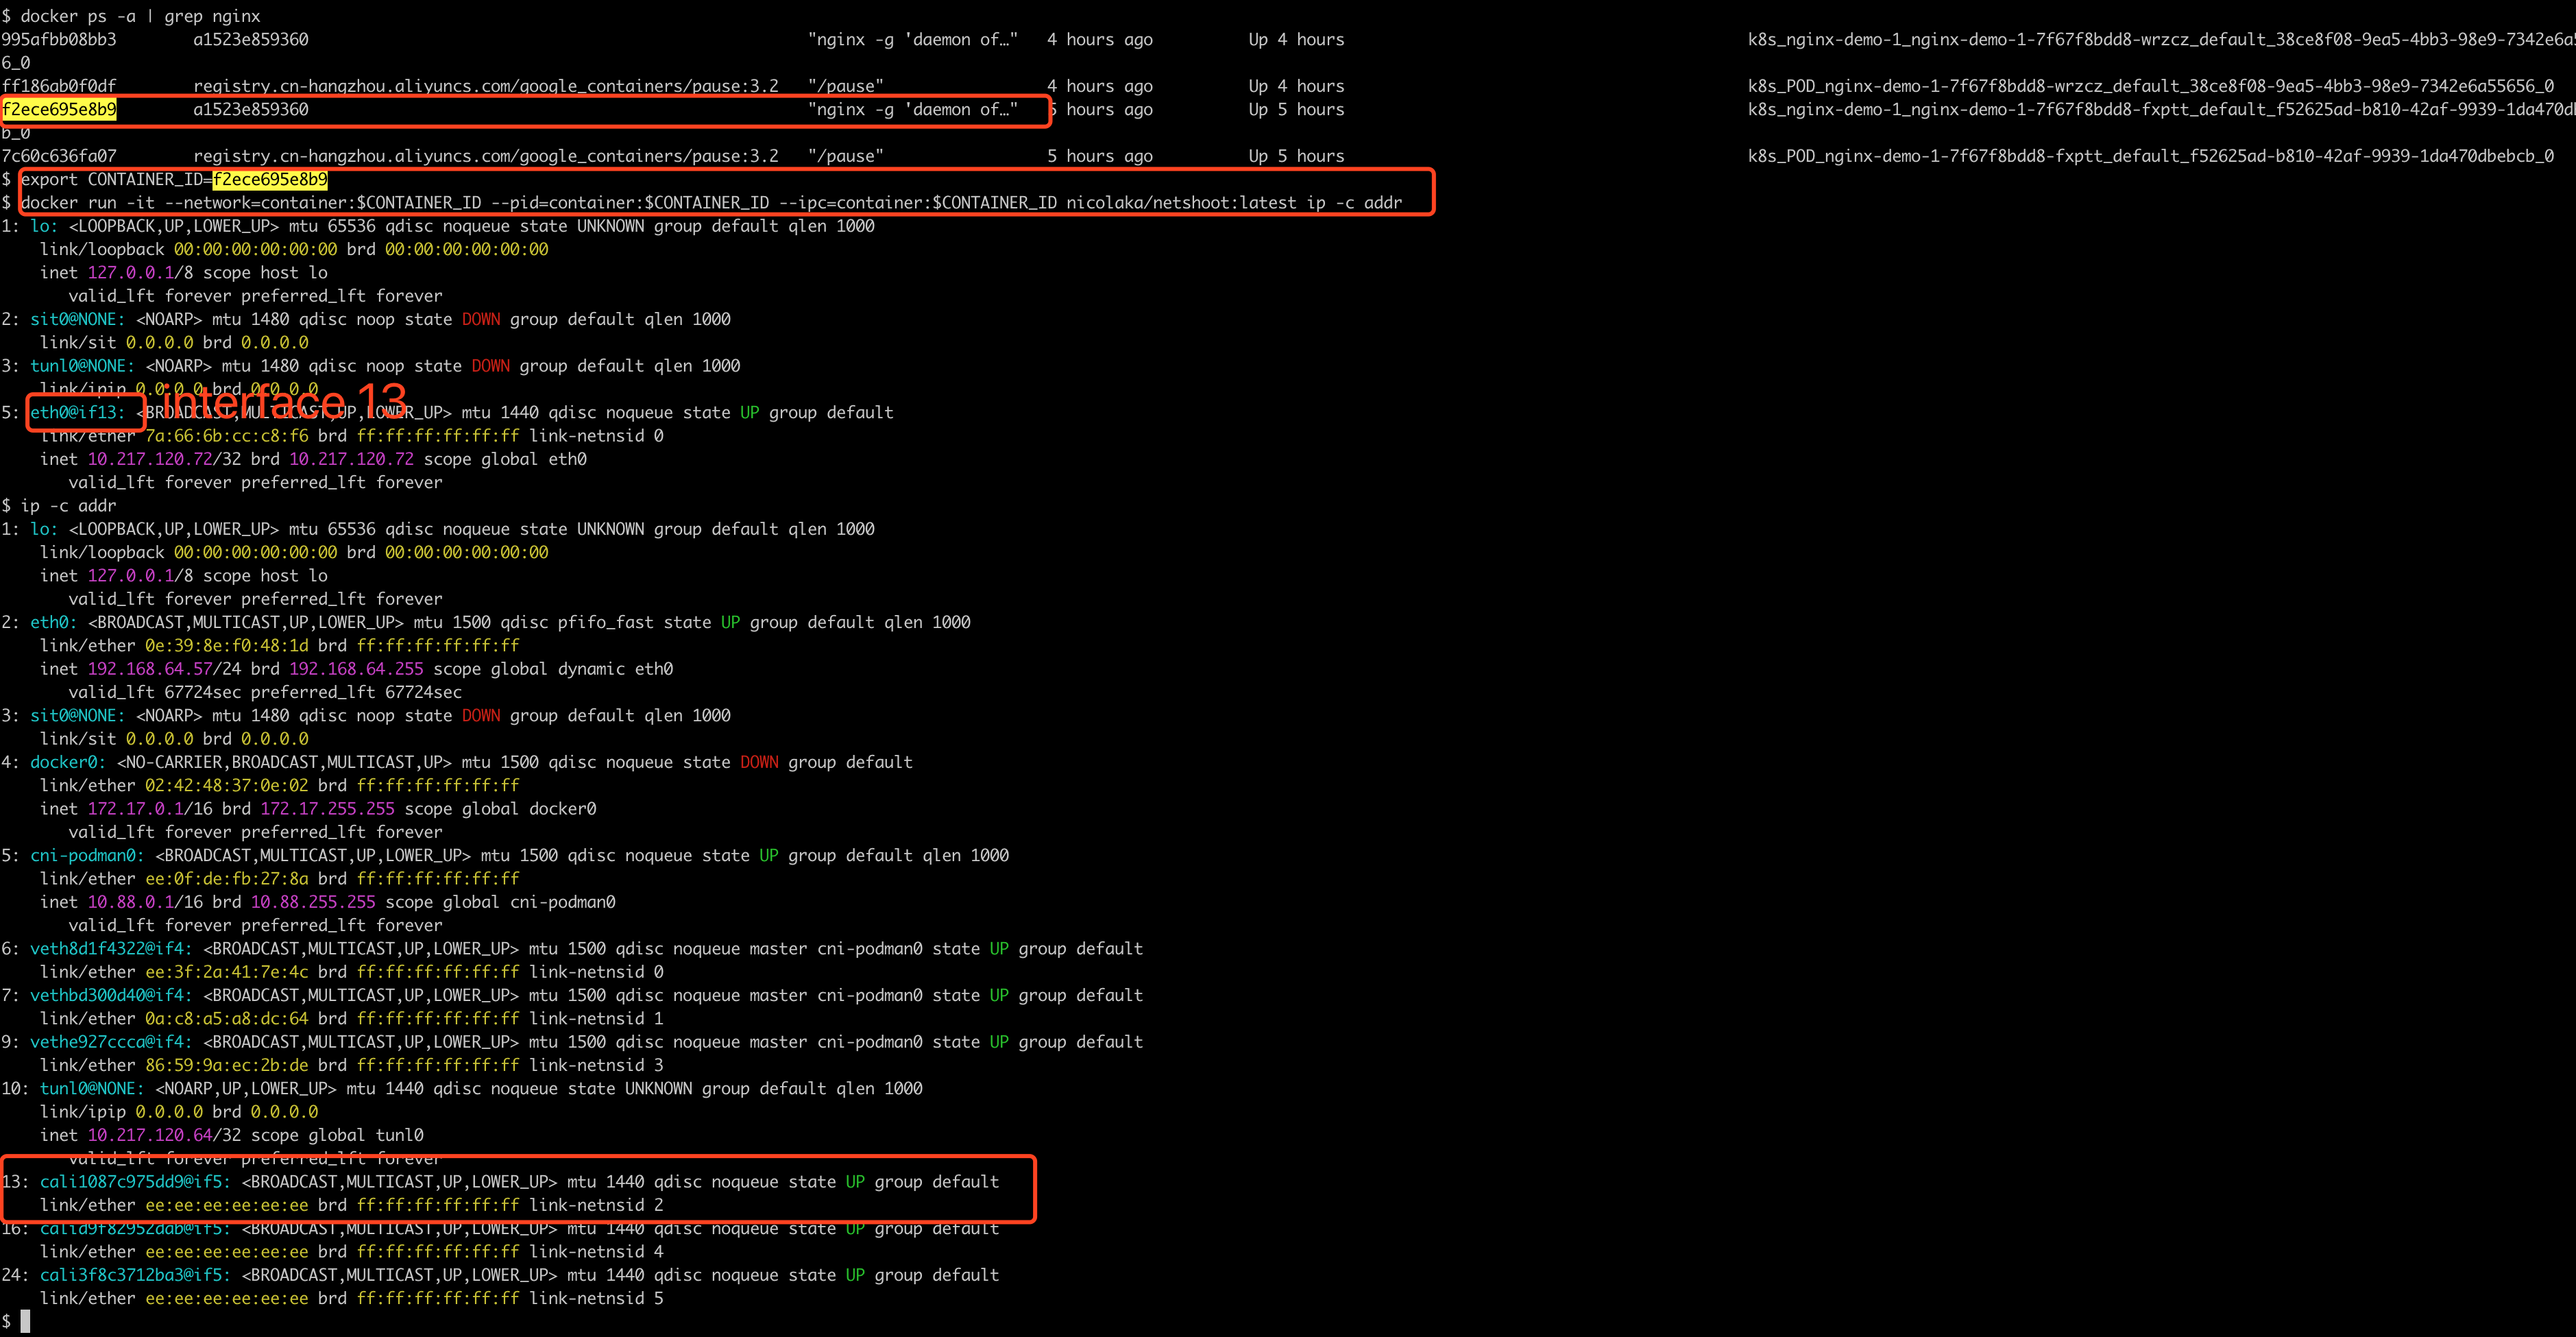 $ docker ps -a | grep nginx
995afbb08bb3        a1523e859360                                                    "nginx -g 'daemon of…"   4 hours ago          Up 4 hours                                          k8s_nginx-demo-1_nginx-demo-1-7f67f8bdd8-wrzcz_default_38ce8f08-9ea5-4bb3-98e9-7342e6a5
6_0
ff186ab0f0df        registry.cn-hangzhou.aliyuncs.com/google_containers/pause:3.2   "/pause"                 4 hours ago          Up 4 hours                                          k8s_POD_nginx-demo-1-7f67f8bdd8-wrzcz_default_38ce8f08-9ea5-4bb3-98e9-7342e6a55656_0
f2ece695e8b9        a1523e859360                                                    "nginx -g 'daemon of…"   5 hours ago          Up 5 hours                                          k8s_nginx-demo-1_nginx-demo-1-7f67f8bdd8-fxptt_default_f52625ad-b810-42af-9939-1da470d
b_0
7c60c636fa07        registry.cn-hangzhou.aliyuncs.com/google_containers/pause:3.2   "/pause"                 5 hours ago          Up 5 hours                                          k8s_POD_nginx-demo-1-7f67f8bdd8-fxptt_default_f52625ad-b810-42af-9939-1da470dbebcb_0
$ export CONTAINER_ID=f2ece695e8b9
$ docker run -it --network=container:$CONTAINER_ID --pid=container:$CONTAINER_ID --ipc=container:$CONTAINER_ID nicolaka/netshoot:latest ip -c addr
1: lo: <LOOPBACK,UP,LOWER_UP> mtu 65536 qdisc noqueue state UNKNOWN group default qlen 1000
    link/loopback 00:00:00:00:00:00 brd 00:00:00:00:00:00
    inet 127.0.0.1/8 scope host lo
       valid_lft forever preferred_lft forever
2: sit0@NONE: <NOARP> mtu 1480 qdisc noop state DOWN group default qlen 1000
    link/sit 0.0.0.0 brd 0.0.0.0
3: tunl0@NONE: <NOARP> mtu 1480 qdisc noop state DOWN group default qlen 1000
    link/ipip 0.0.0.0 brd 0.0.0.0
interface 13
5: eth0@if13: <BROADCAST,MULTICAST,UP,LOWER_UP> mtu 1440 qdisc noqueue state UP group default
    link/ether 7a:66:6b:cc:c8:f6 brd ff:ff:ff:ff:ff:ff link-netnsid 0
    inet 10.217.120.72/32 brd 10.217.120.72 scope global eth0
       valid_lft forever preferred_lft forever
$ ip -c addr
1: lo: <LOOPBACK,UP,LOWER_UP> mtu 65536 qdisc noqueue state UNKNOWN group default qlen 1000
    link/loopback 00:00:00:00:00:00 brd 00:00:00:00:00:00
    inet 127.0.0.1/8 scope host lo
       valid_lft forever preferred_lft forever
2: eth0: <BROADCAST,MULTICAST,UP,LOWER_UP> mtu 1500 qdisc pfifo_fast state UP group default qlen 1000
    link/ether 0e:39:8e:f0:48:1d brd ff:ff:ff:ff:ff:ff
    inet 192.168.64.57/24 brd 192.168.64.255 scope global dynamic eth0
       valid_lft 67724sec preferred_lft 67724sec
3: sit0@NONE: <NOARP> mtu 1480 qdisc noop state DOWN group default qlen 1000
    link/sit 0.0.0.0 brd 0.0.0.0
4: docker0: <NO-CARRIER,BROADCAST,MULTICAST,UP> mtu 1500 qdisc noqueue state DOWN group default
    link/ether 02:42:48:37:0e:02 brd ff:ff:ff:ff:ff:ff
    inet 172.17.0.1/16 brd 172.17.255.255 scope global docker0
       valid_lft forever preferred_lft forever
5: cni-podman0: <BROADCAST,MULTICAST,UP,LOWER_UP> mtu 1500 qdisc noqueue state UP group default qlen 1000
    link/ether ee:0f:de:fb:27:8a brd ff:ff:ff:ff:ff:ff
    inet 10.88.0.1/16 brd 10.88.255.255 scope global cni-podman0
       valid_lft forever preferred_lft forever
6: veth8d1f4322@if4: <BROADCAST,MULTICAST,UP,LOWER_UP> mtu 1500 qdisc noqueue master cni-podman0 state UP group default
    link/ether ee:3f:2a:41:7e:4c brd ff:ff:ff:ff:ff:ff link-netnsid 0
7: vethbd300d40@if4: <BROADCAST,MULTICAST,UP,LOWER_UP> mtu 1500 qdisc noqueue master cni-podman0 state UP group default
    link/ether 0a:c8:a5:a8:dc:64 brd ff:ff:ff:ff:ff:ff link-netnsid 1
9: vethe927ccca@if4: <BROADCAST,MULTICAST,UP,LOWER_UP> mtu 1500 qdisc noqueue master cni-podman0 state UP group default
    link/ether 86:59:9a:ec:2b:de brd ff:ff:ff:ff:ff:ff link-netnsid 3
10: tunl0@NONE: <NOARP,UP,LOWER_UP> mtu 1440 qdisc noqueue state UNKNOWN group default qlen 1000
    link/ipip 0.0.0.0 brd 0.0.0.0
    inet 10.217.120.64/32 scope global tunl0
       valid_lft forever preferred_lft forever
13: cali1087c975dd9@if5: <BROADCAST,MULTICAST,UP,LOWER_UP> mtu 1440 qdisc noqueue state UP group default
    link/ether ee:ee:ee:ee:ee:ee brd ff:ff:ff:ff:ff:ff link-netnsid 2
16: calid9f82952dab@if5: <BROADCAST,MULTICAST,UP,LOWER_UP> mtu 1440 qdisc noqueue state UP group default
    link/ether ee:ee:ee:ee:ee:ee brd ff:ff:ff:ff:ff:ff link-netnsid 4
24: cali3f8c3712ba3@if5: <BROADCAST,MULTICAST,UP,LOWER_UP> mtu 1440 qdisc noqueue state UP group default
    link/ether ee:ee:ee:ee:ee:ee brd ff:ff:ff:ff:ff:ff link-netnsid 5
$